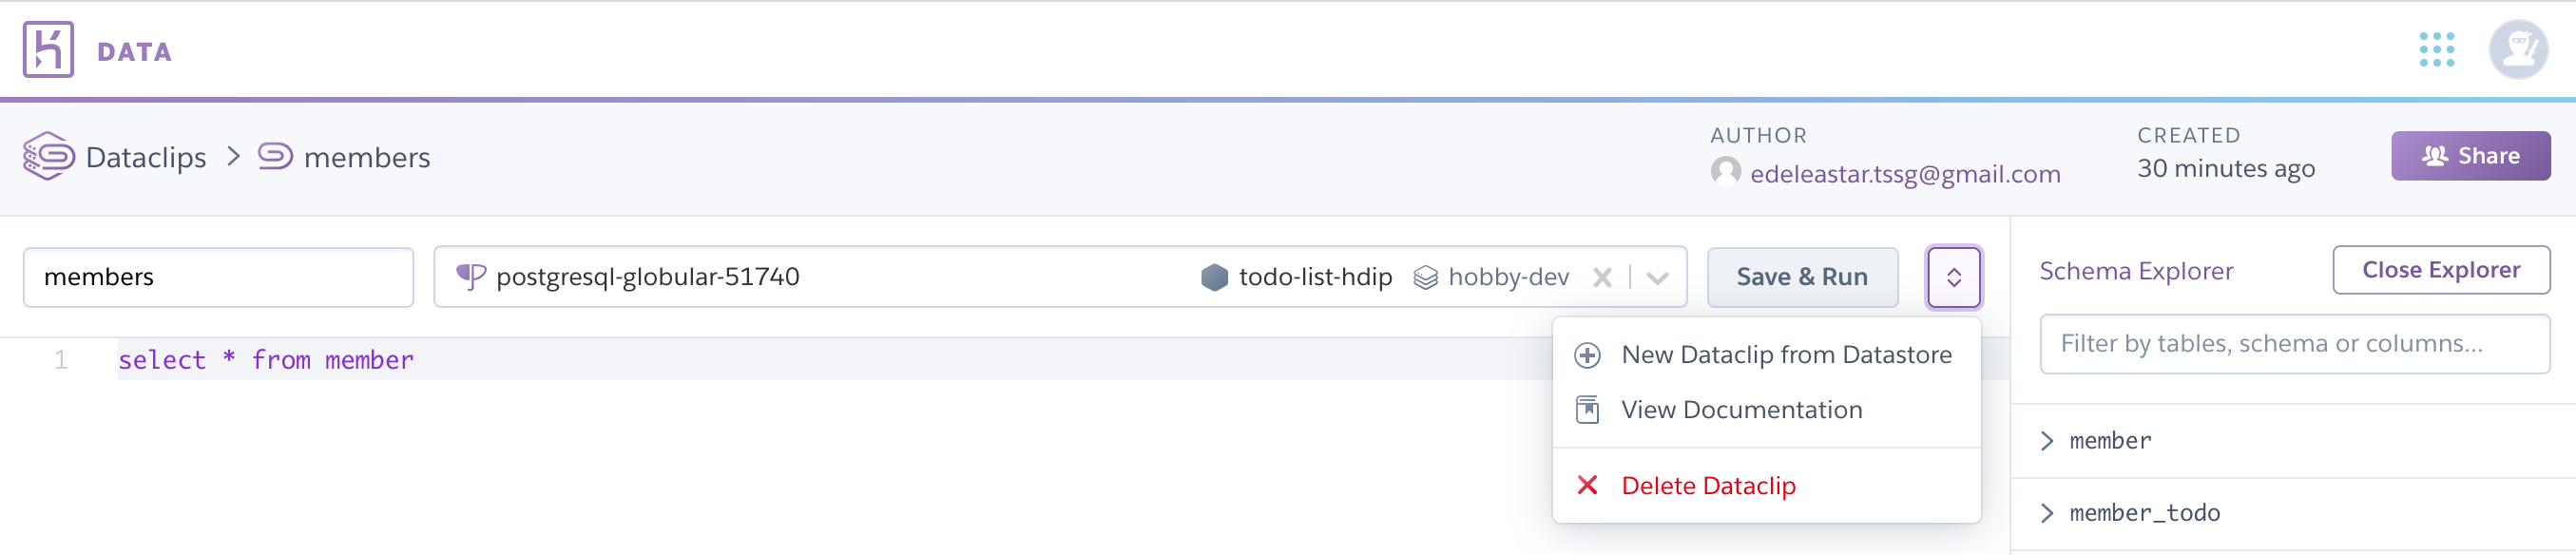 DATA
Dataclips > members
AUTHOR
edeleastar.tssg@gmail.com
CREATED
30 minutes ago
Share
members
postgresql-globular-51740
todo-list-hdip
hobby-dev
Save & Run
1 select * from member
New Dataclip from Datastore
View Documentation
Delete Dataclip
Schema Explorer
Close Explorer
Filter by tables, schema or columns...
member
member_todo